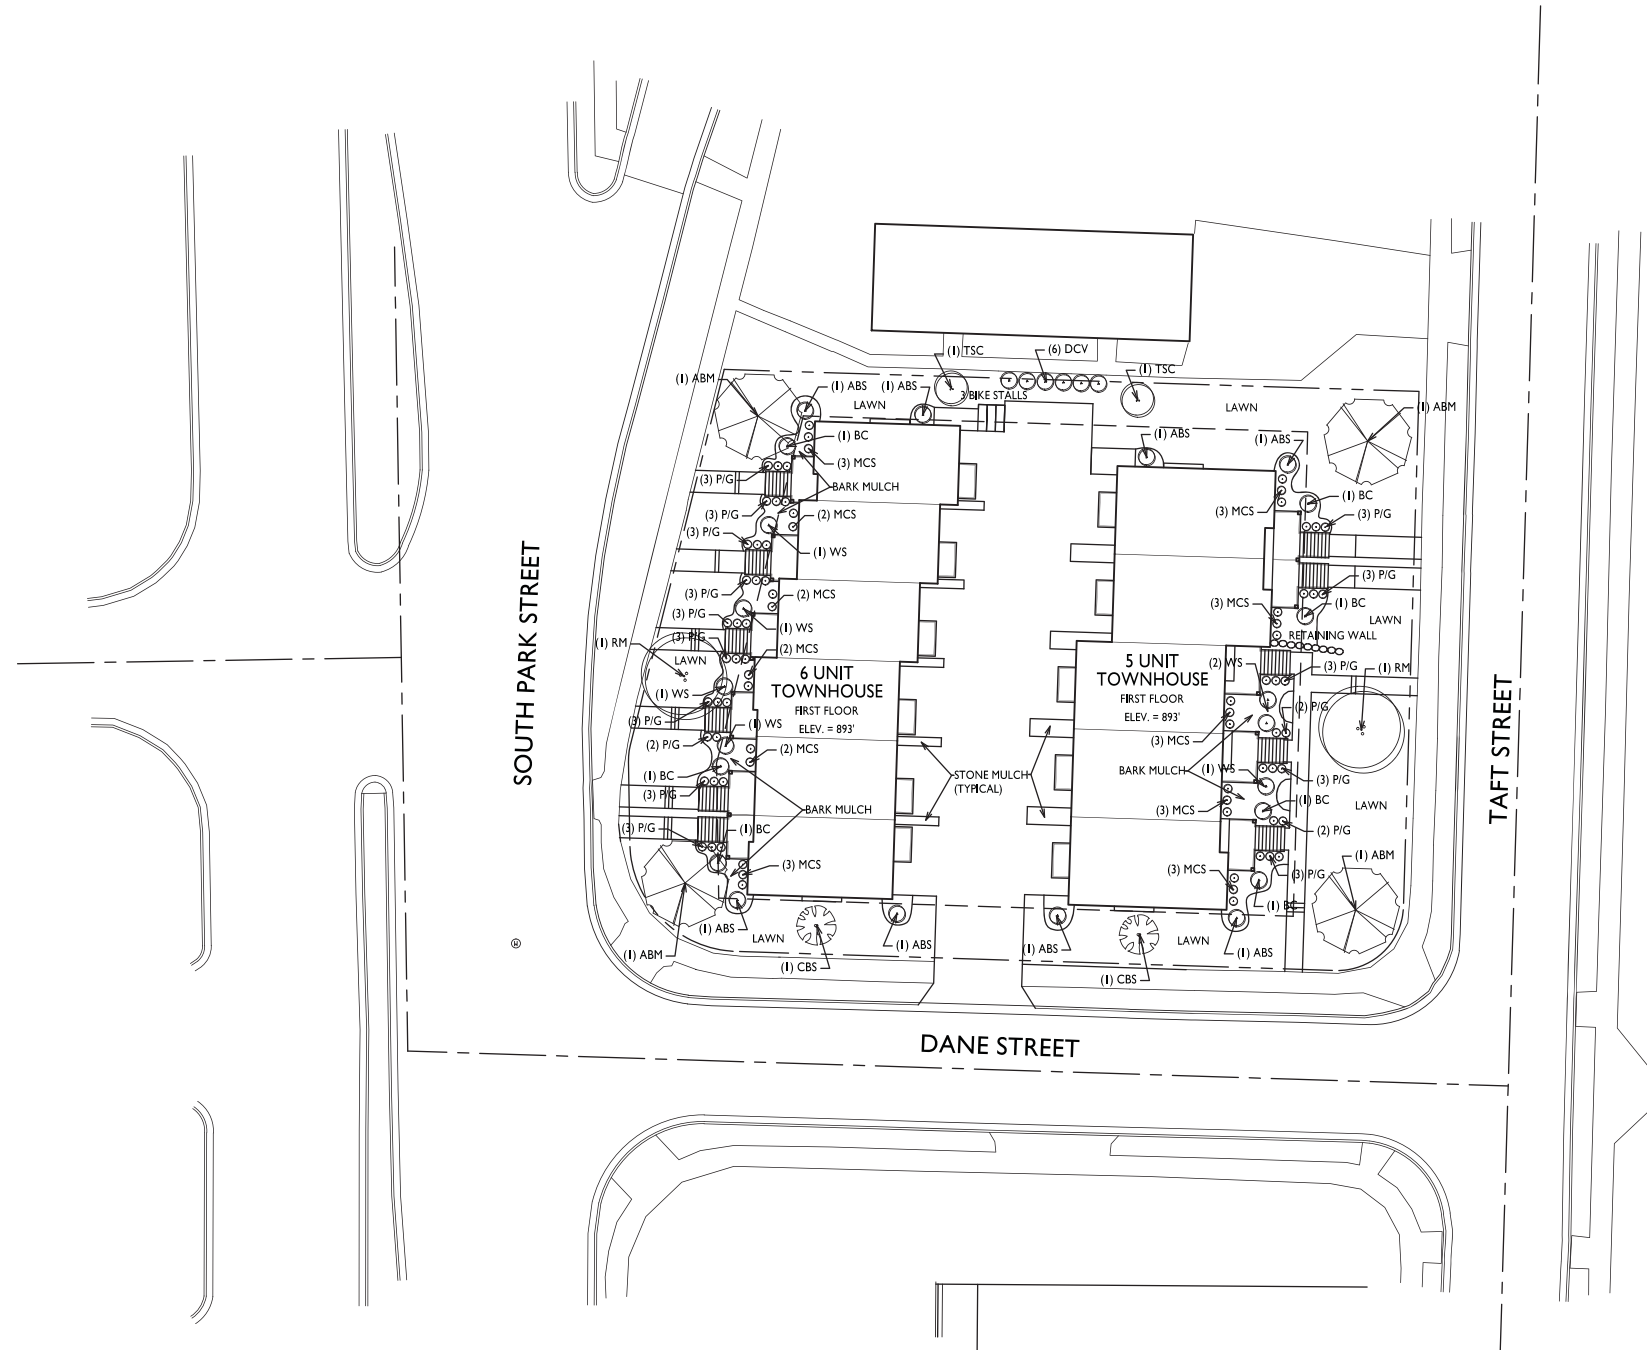 (1) TSC
(6) DCV
(1) TSC
(1) ABM
(1) ABS
(1) ABS
3 BIKE STALLS
LAWN
LAWN
(1) ABM
(1) BC
(1) ABS
(1) ABS
(3) MCS
(3) P/G
BARK MULCH
(1) BC
(3) P/G
(2) MCS
(3) MCS
(3) P/G
(3) P/G
(1) WS
(3) P/G
(3) P/G
(2) MCS
(3) MCS
(1) BC
(3) P/G
(1) WS
LAWN
(1) RM
(3) P/G
(2) MCS
RETAINING WALL
LAWN
(2) WS
(3) P/G
(1) RM
6 UNIT
TOWNHOUSE
FIRST FLOOR
ELEV. = 893'
5 UNIT
TOWNHOUSE
FIRST FLOOR
ELEV. = 893'
(1) WS
(3) P/G
(2) P/G
(1) WS
(2) P/G
(2) MCS
(3) MCS
(1) BC
STONE MULCH
(TYPICAL)
BARK MULCH
(1) WS
(3) P/G
(3) P/G
BARK MULCH
(3) MCS
(1) BC
LAWN
(3) P/G
(1) BC
(2) P/G
(3) MCS
(3) MCS
(1) ABM
(3) P/G
(1) BC
(1) ABS
LAWN
(1) ABS
(1) ABS
LAWN
(1) ABS
(1) ABM
(1) CBS
(1) CBS
SOUTH PARK STREET
TAFT STREET
DANE STREET